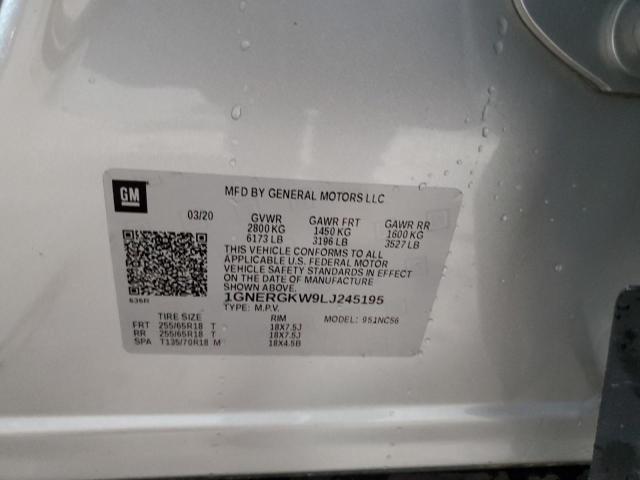 GM
MFD BY GENERAL MOTORS LLC
03/20 GVWR GAWR FRT GAWR RR
2800 KG 1450 KG 1600 KG
6173 LB 3196 LB 3527 LB
THIS VEHICLE CONFORMS TO ALL
APPLICABLE U.S. FEDERAL MOTOR
VEHICLE SAFETY STANDARDS IN EFFECT
ON THE DATE OF MANUFACTURE
SHOWN ABOVE.
636R 1GNERGKW9LJ245195
TYPE: M.P.V. MODEL: 951NC56
TIRE SIZE RIM
FRT 255/65R18 T 18X7.5J
RR 255/65R18 T 18X7.5J
SPA T135/70R18 M 18X4.5B